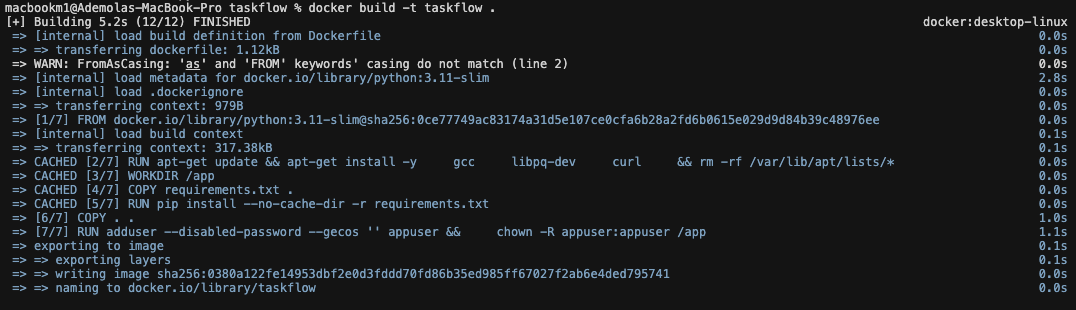 macbookm1@Ademolas-MacBook-Pro taskflow % docker build -t taskflow .
[+] Building 5.2s (12/12) FINISHED docker:desktop-linux
=> [internal] load build definition from Dockerfile 0.0s
=> => transferring dockerfile: 1.12kB 0.0s
=> WARN: FromAsCasing: 'as' and 'FROM' keywords' casing do not match (line 2) 0.0s
=> [internal] load metadata for docker.io/library/python:3.11-slim 2.8s
=> [internal] load .dockerignore 0.0s
=> => transferring context: 979B 0.0s
=> [1/7] FROM docker.io/library/python:3.11-slim@sha256:0ce77749ac83174a31d5e107ce0cfa6b28a2fd6b0615e029d9d84b39c48976ee 0.0s
=> [internal] load build context 0.1s
=> => transferring context: 317.38kB 0.1s
=> CACHED [2/7] RUN apt-get update && apt-get install -y     gcc     libpq-dev     curl     && rm -rf /var/lib/apt/lists/* 0.0s
=> CACHED [3/7] WORKDIR /app 0.0s
=> CACHED [4/7] COPY requirements.txt . 0.0s
=> CACHED [5/7] RUN pip install --no-cache-dir -r requirements.txt 0.0s
=> [6/7] COPY . . 1.0s
=> [7/7] RUN adduser --disabled-password --gecos '' appuser &&     chown -R appuser:appuser /app 1.1s
=> exporting to image 0.1s
=> => exporting layers 0.1s
=> => writing image sha256:0380a122fe14953dbf2e0d3fddd70fd86b35ed985ff67027f2ab6e4ded795741 0.0s
=> => naming to docker.io/library/taskflow 0.0s